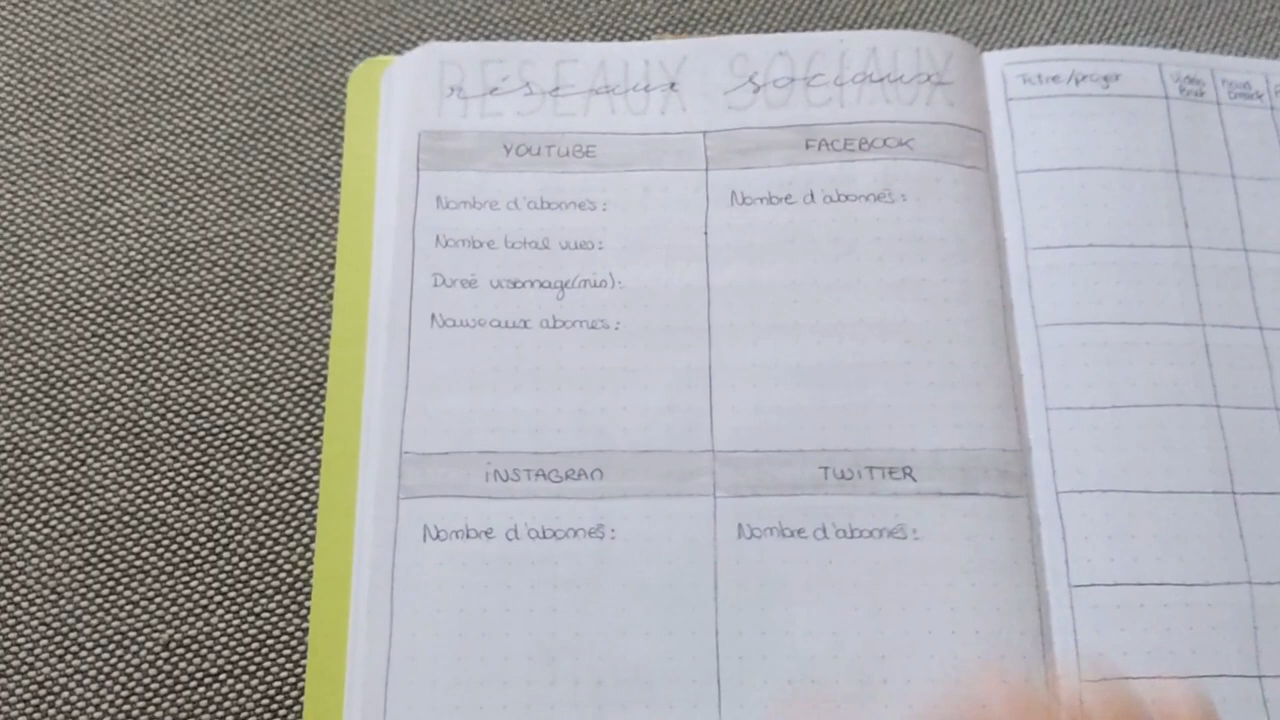 RÉSEAUX SOCIAUX
réseaux sociaux
YOUTUBE
Nombre d'abonnés:
Nombre total vues:
Dureé visionnage(min):
Nouveaux abonnés:
FACEBOOK
Nombre d'abonnés:
INSTAGRAM
Nombre d'abonnés:
TWITTER
Nombre d'abonnés:
Titre/projet